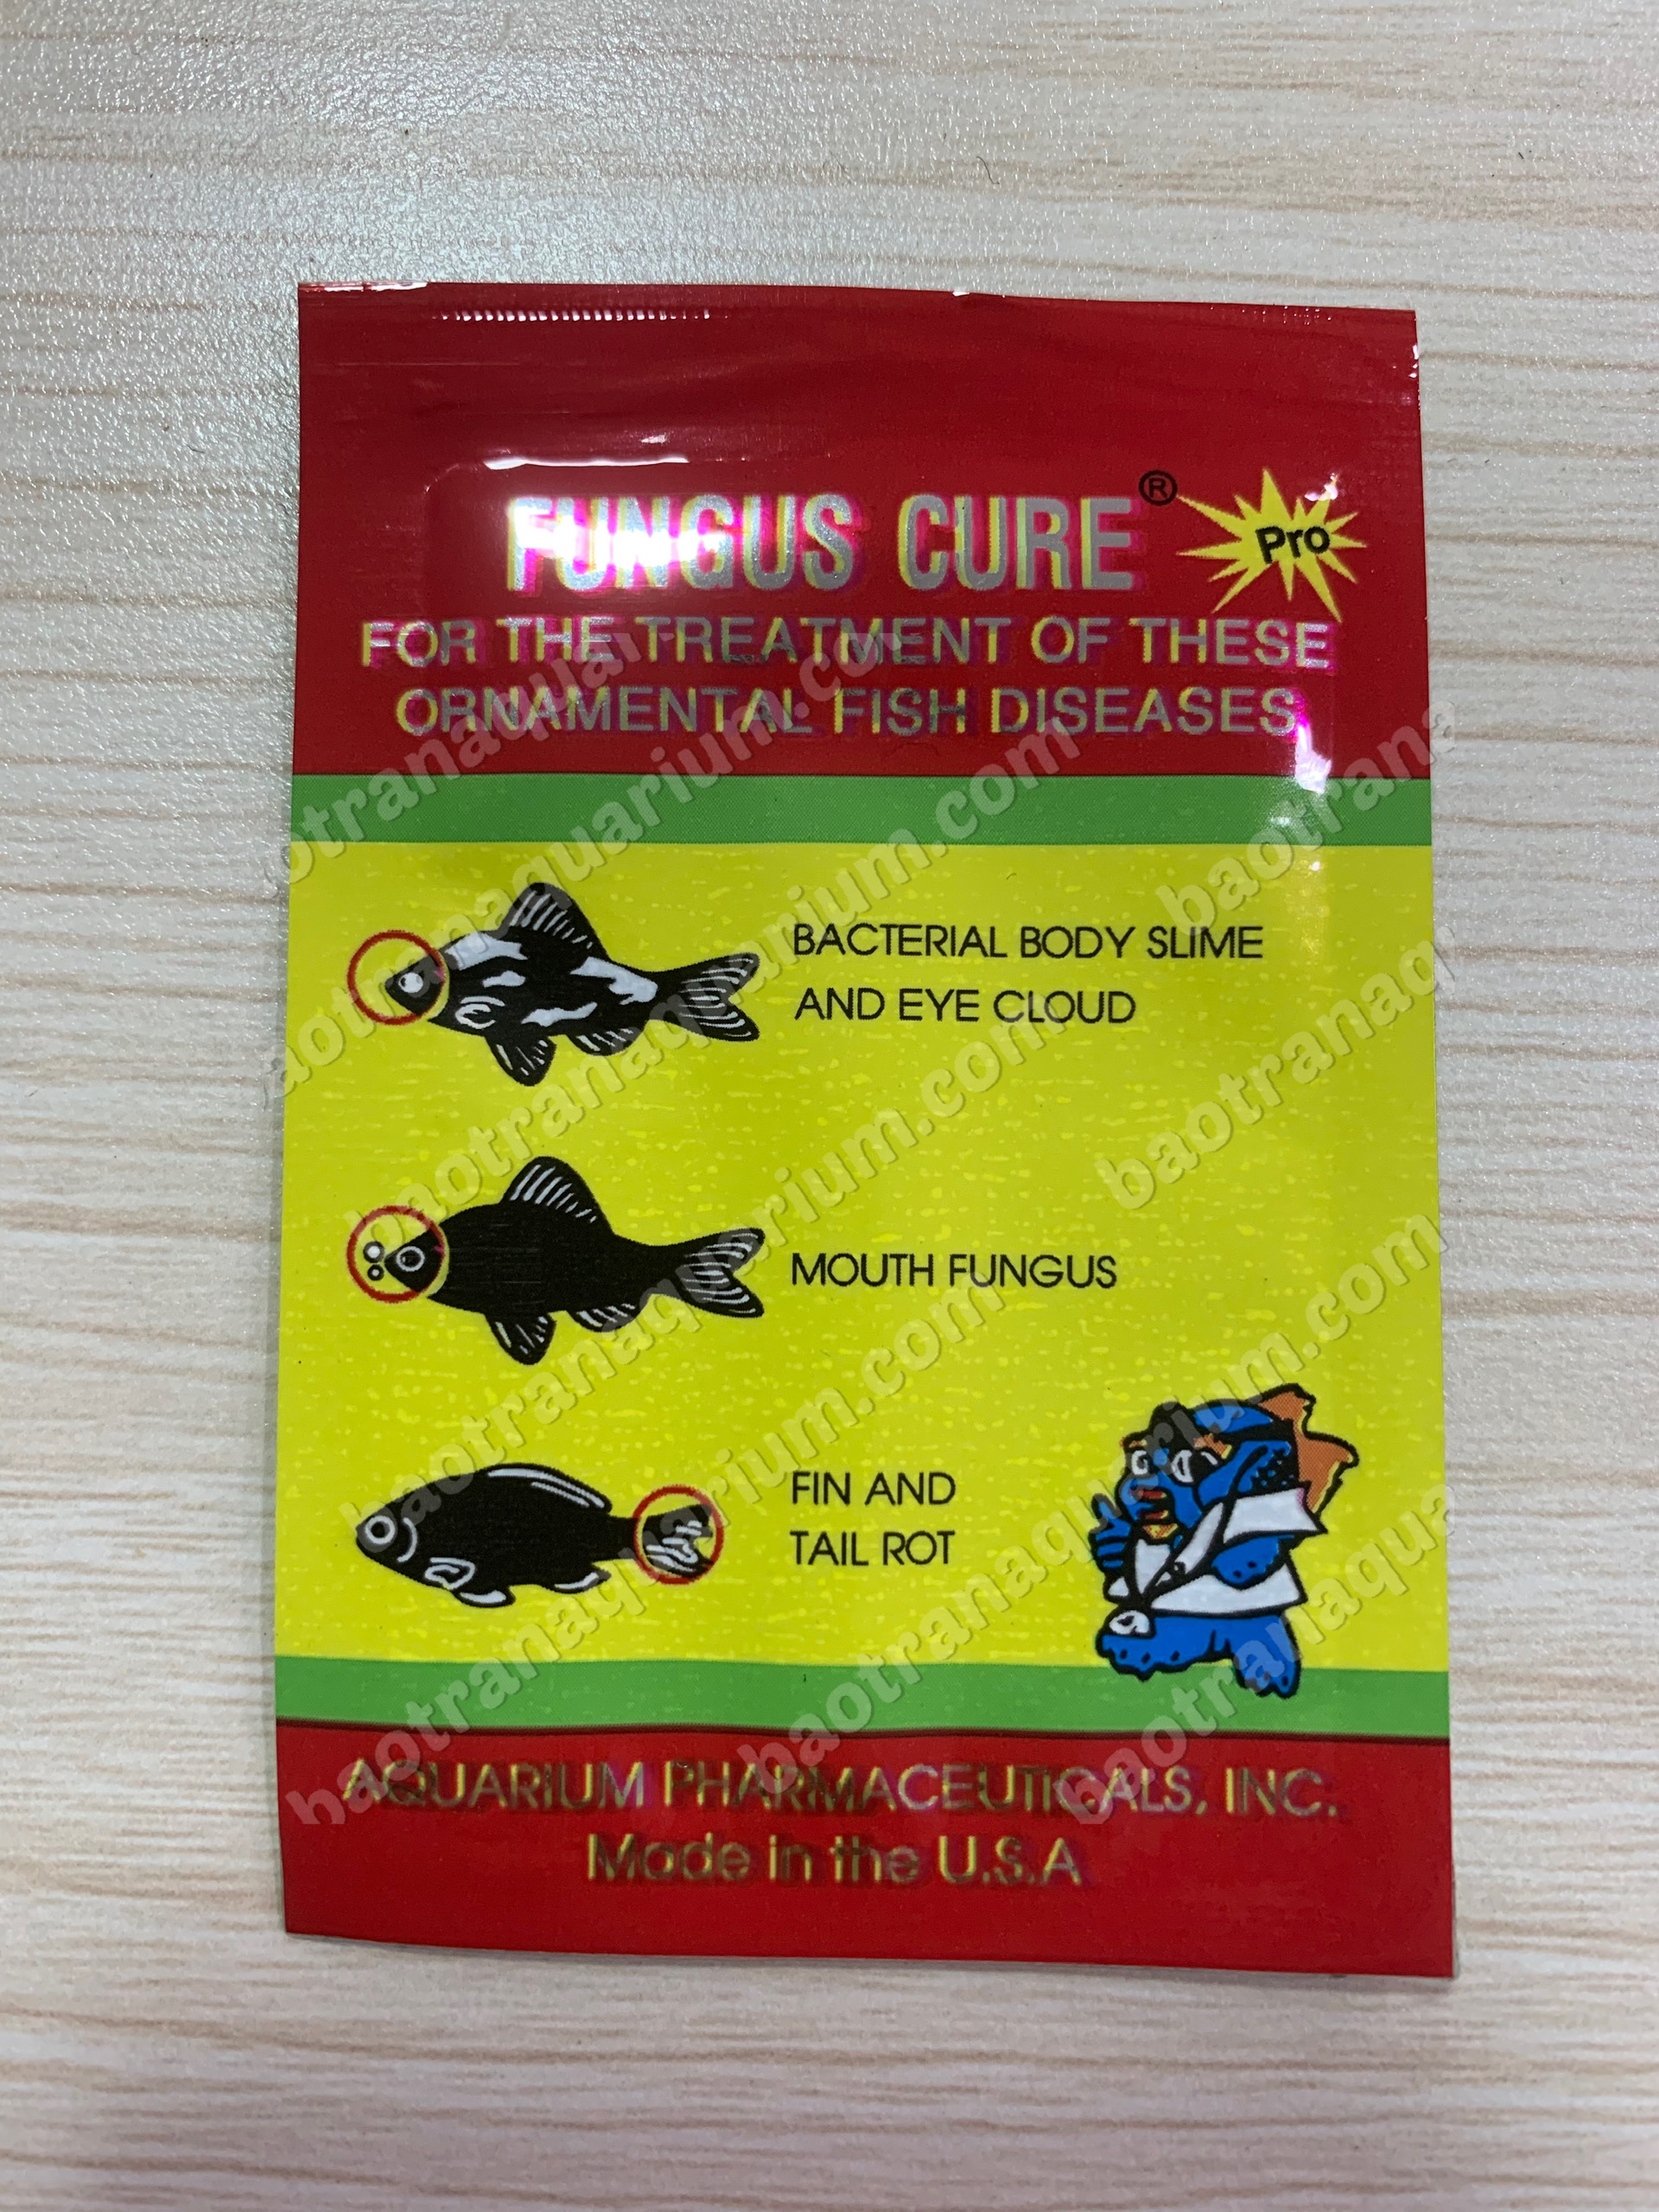 FUNGUS CURE®
Pro
FOR THE TREATMENT OF THESE
ORNAMENTAL FISH DISEASES
BACTERIAL BODY SLIME
AND EYE CLOUD
MOUTH FUNGUS
FIN AND
TAIL ROT
AQUARIUM PHARMACEUTICALS, INC.
Made in the U.S.A
baotranaquarium.com